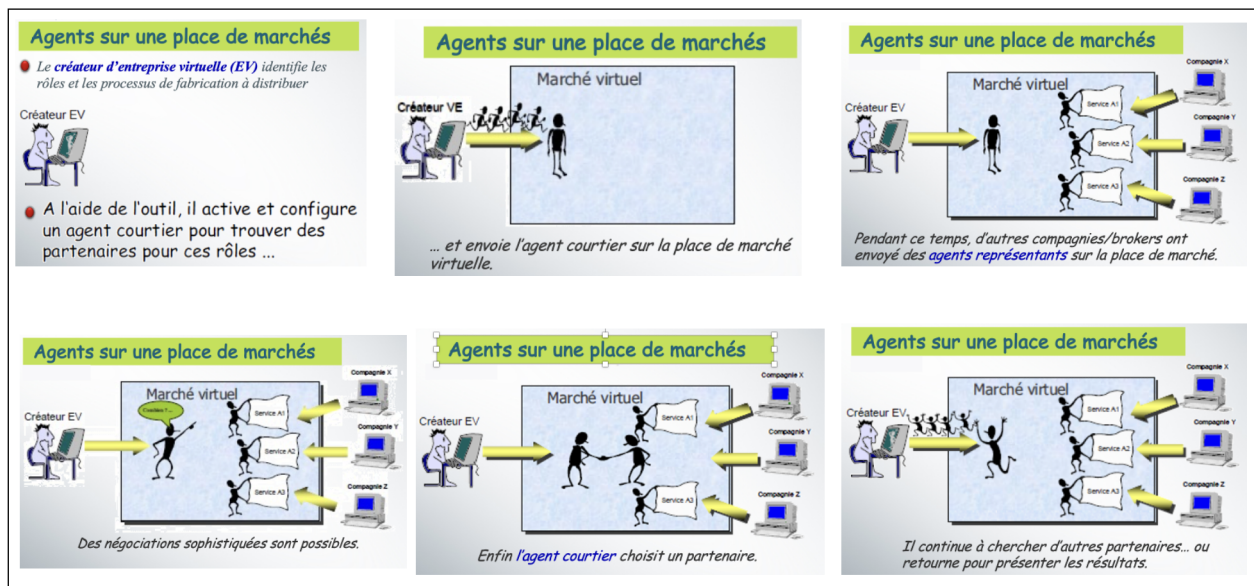 Agents sur une place de marchés
Le créateur d'entreprise virtuelle (EV) identifie les
rôles et les processus de fabrication à distribuer
Créateur EV
A l'aide de l'outil, il active et configure
un agent courtier pour trouver des
partenaires pour ces rôles ...
Agents sur une place de marchés
Marché virtuel
Créateur VE
... et envoie l'agent courtier sur la place de marché
virtuelle.
Agents sur une place de marchés
Marché virtuel
Compagnie X
Service A1
Créateur EV
Compagnie Y
Service A2
Compagnie Z
Service A3
Pendant ce temps, d'autres compagnies/brokers ont
envoyé des agents représentants sur la place de marché.
Agents sur une place de marchés
Marché virtuel
Compagnie X
Combien ? ...
Service A1
Créateur EV
Compagnie Y
Service A2
Compagnie Z
Service A3
Des négociations sophistiquées sont possibles.
Agents sur une place de marchés
Marché virtuel
Compagnie X
Service A1
Créateur EV
Compagnie Y
Compagnie Z
Service A3
Enfin l'agent courtier choisit un partenaire.
Agents sur une place de marchés
Marché virtuel
Compagnie X
Service A1
Créateur EV
Compagnie Y
Service A2
Compagnie Z
Service A3
Il continue à chercher d'autres partenaires... ou
retourne pour présenter les résultats.